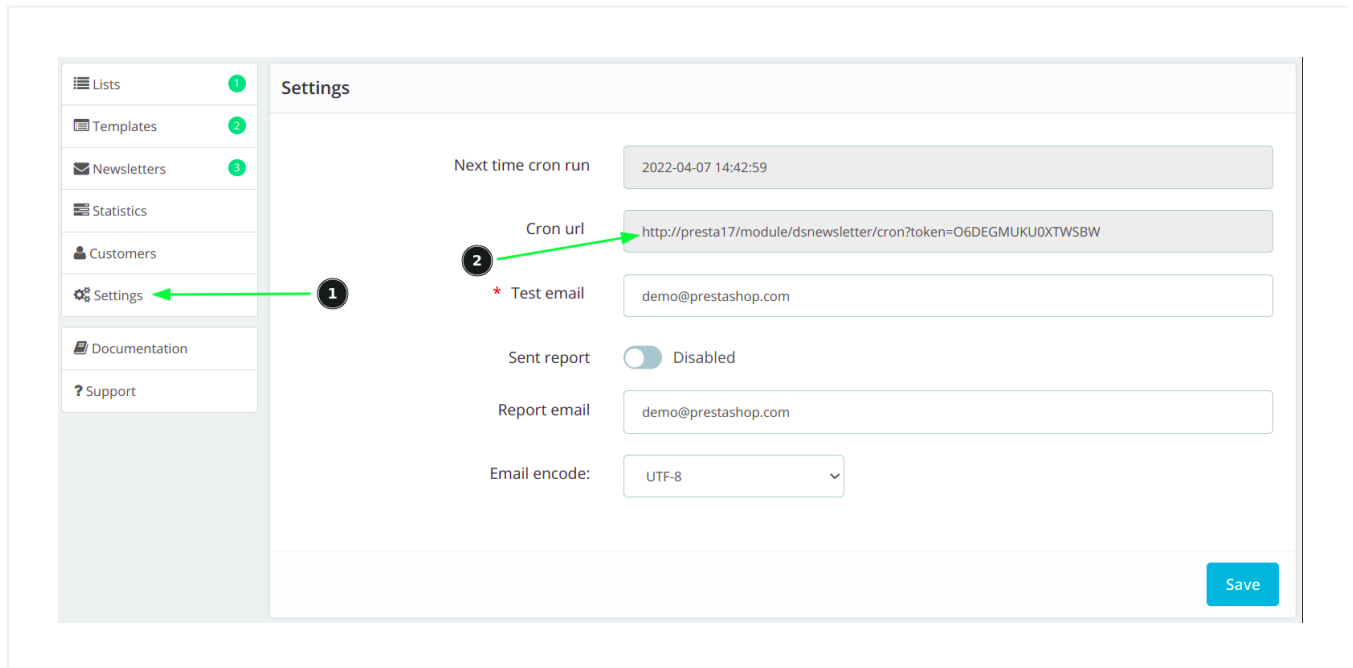 Lists 1
Templates 2
Newsletters 3
Statistics
Customers
Settings
Documentation
? Support
Settings
Next time cron run 2022-04-07 14:42:59
Cron url http://presta17/module/dsnewsletter/cron?token=O6DEGMUKU0XTWSBW
2
1
* Test email demo@prestashop.com
Sent report Disabled
Report email demo@prestashop.com
Email encode: UTF-8
Save